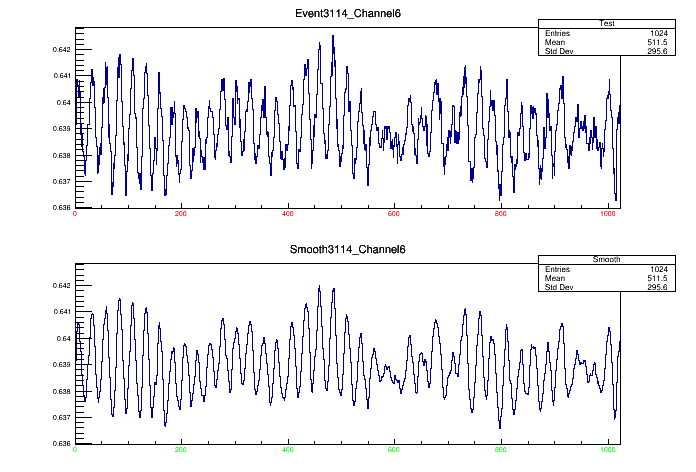 Event3114_Channel6
Test
Entries 1024
Mean 511.5
Std Dev 295.6
0.642
0.641
0.64
0.639
0.638
0.637
0.636
0 200 400 600 800 1000
Smooth3114_Channel6
Smooth
Entries 1024
Mean 511.5
Std Dev 295.6
0.642
0.641
0.64
0.639
0.638
0.637
0.636
0 200 400 600 800 1000